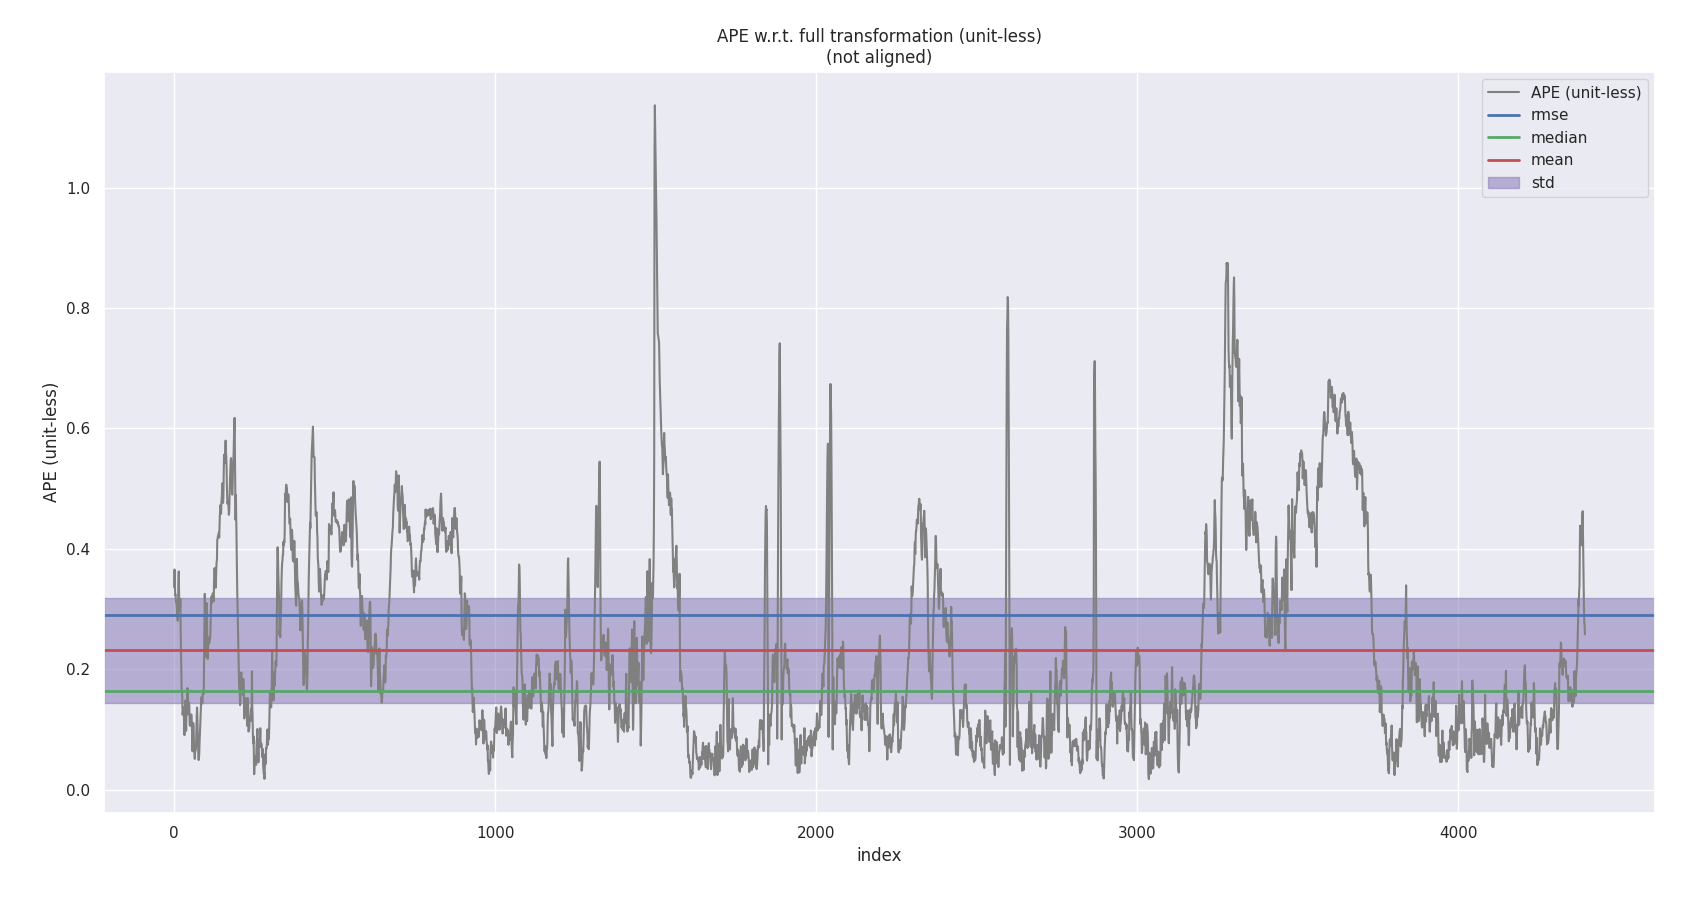 APE w.r.t. full transformation (unit-less)
(not aligned)
APE (unit-less)
rmse
median
mean
std
1.0
0.8
0.6
0.4
0.2
0.0
APE (unit-less)
0 1000 2000 3000 4000
index